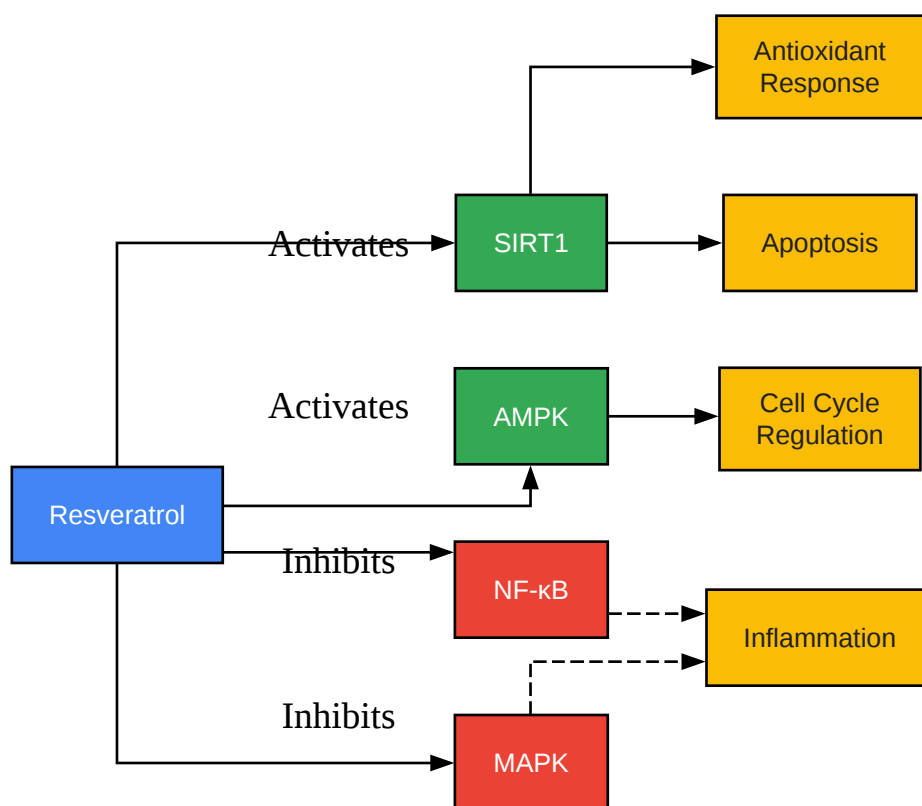 Antioxidant
Response
Activates
SIRT1
Apoptosis
Activates
AMPK
Cell Cycle
Regulation
Resveratrol
Inhibits
NF-κB
Inflammation
Inhibits
MAPK